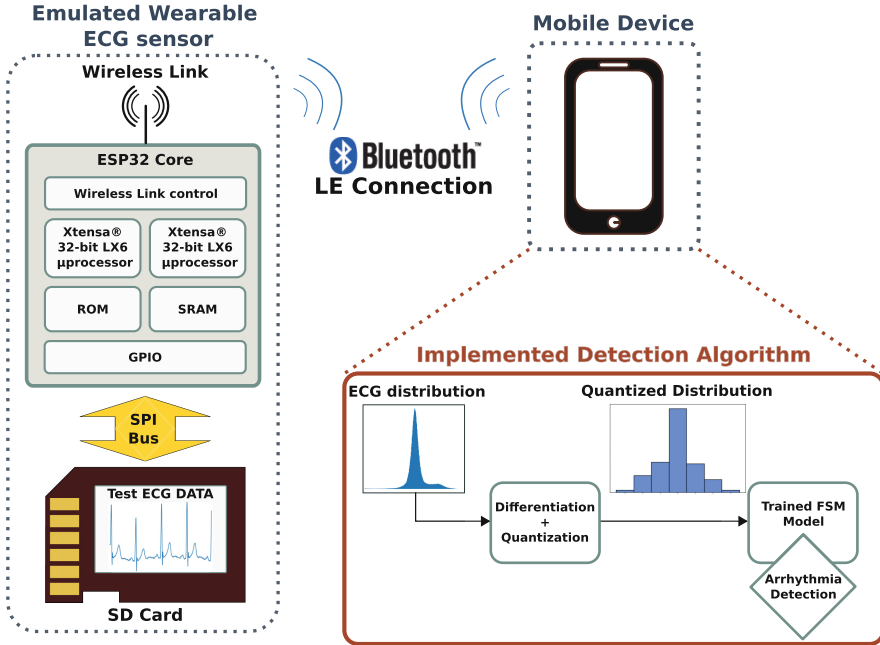 Emulated Wearable
ECG sensor
Wireless Link
ESP32 Core
Wireless Link control
Xtensa®
32-bit LX6
µprocessor
Xtensa®
32-bit LX6
µprocessor
ROM
SRAM
GPIO
SPI
Bus
Test ECG DATA
SD Card
Bluetooth™
LE Connection
Mobile Device
Implemented Detection Algorithm
ECG distribution
Quantized Distribution
Differentiation
+
Quantization
Trained FSM
Model
Arrhythmia
Detection